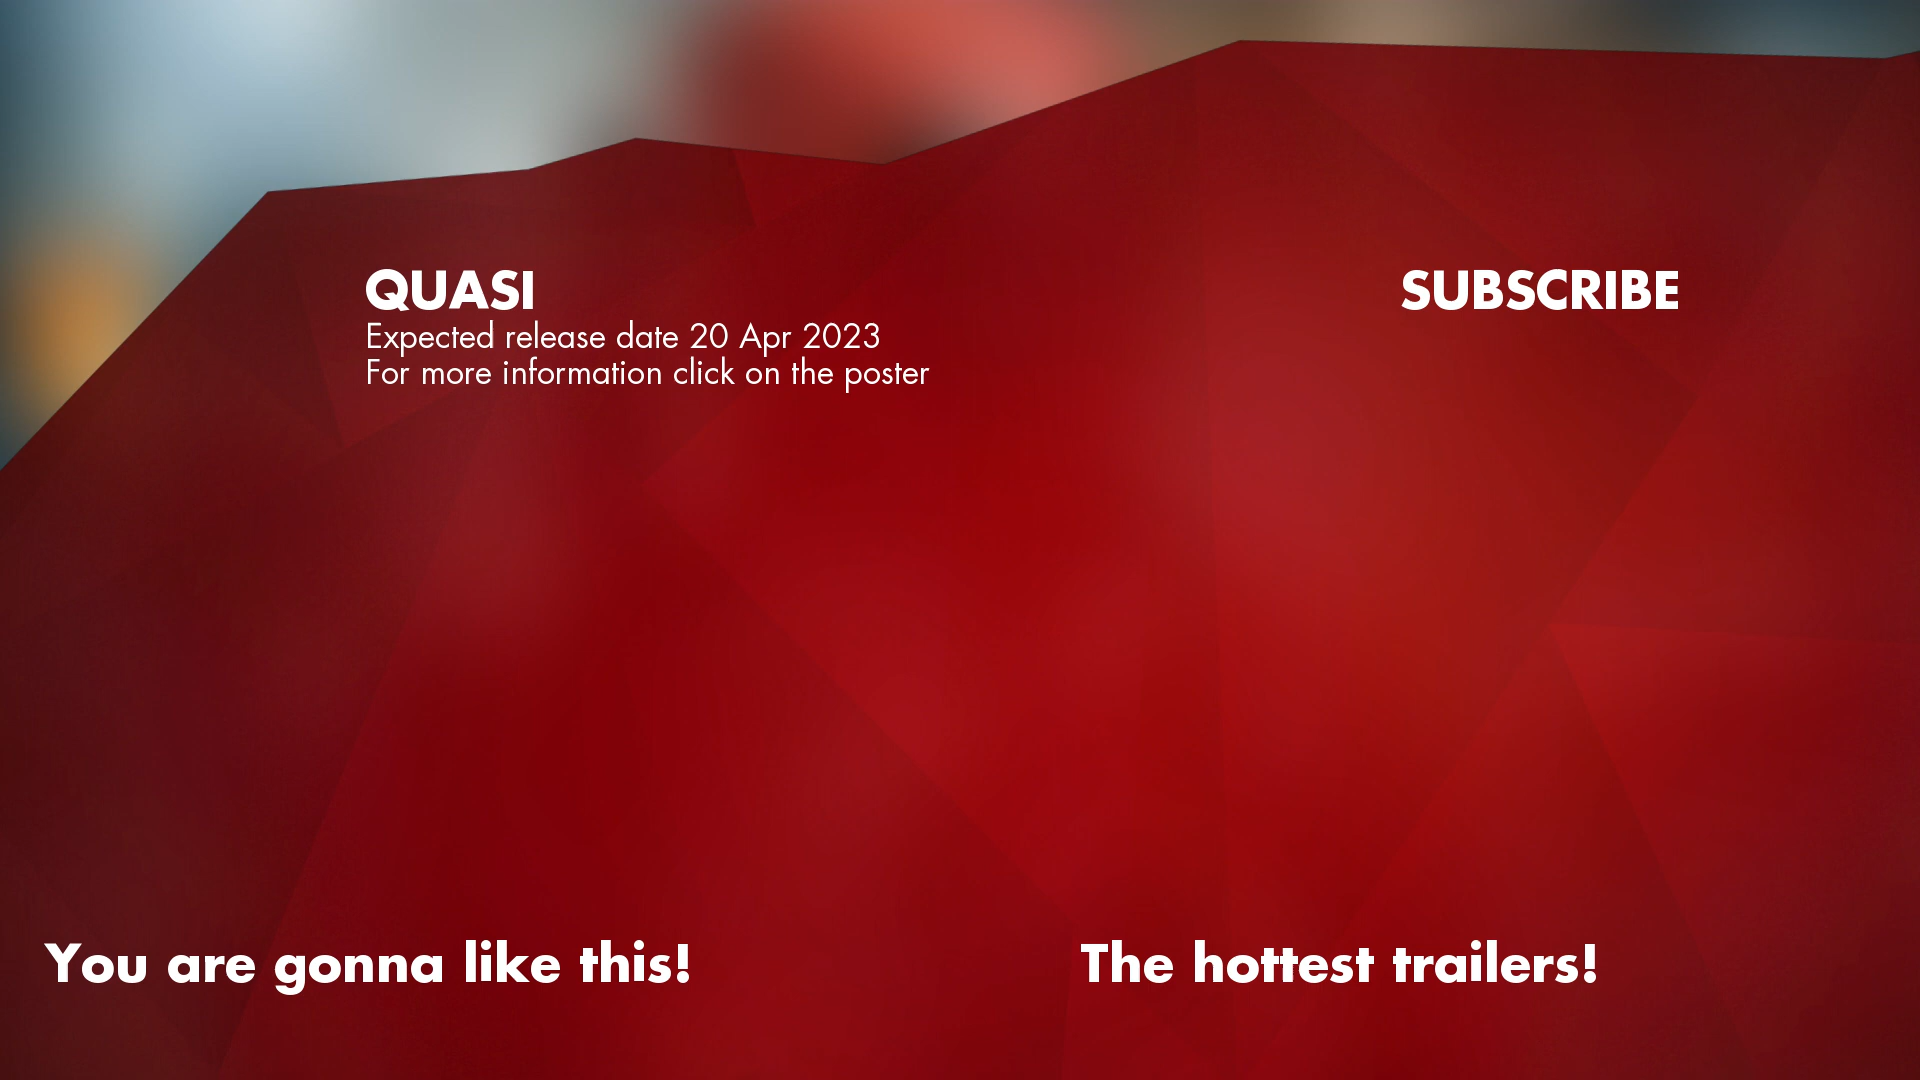 QUASI
Expected release date 20 Apr 2023
For more information click on the poster
SUBSCRIBE
You are gonna like this!
The hottest trailers!